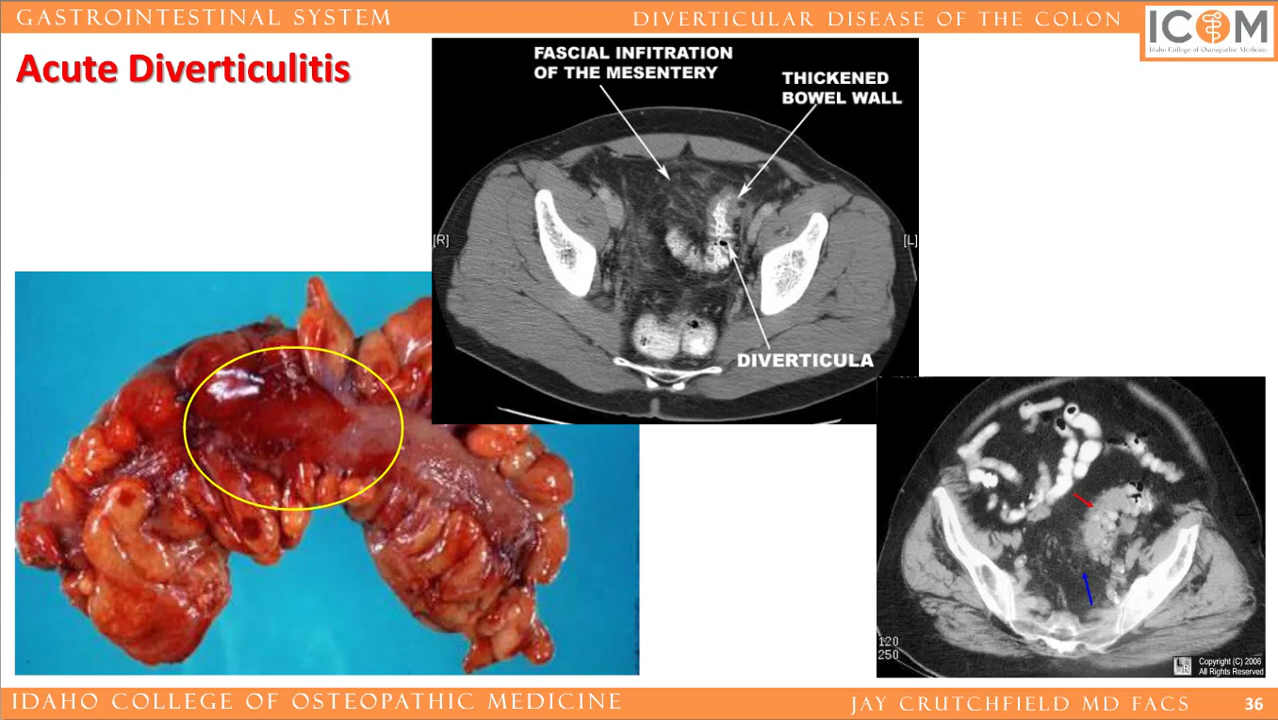 GASTROINTESTINAL SYSTEM
DIVERTICULAR DISEASE OF THE COLON
ICOM
Idaho College of Osteopathic Medicine
Acute Diverticulitis
FASCIAL INFITRATION
OF THE MESENTERY
THICKENED
BOWEL WALL
[R]
[L]
DIVERTICULA
120
250
LR
Copyright (C) 2006
All Rights Reserved
IDAHO COLLEGE OF OSTEOPATHIC MEDICINE
JAY CRUTCHFIELD MD FACS
36